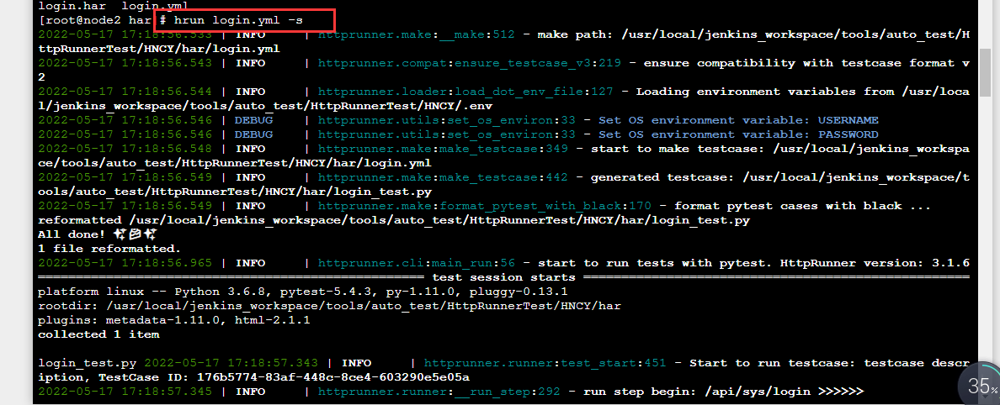 login.har  login.yml
[root@node2 har]# hrun login.yml -s
2022-05-17 17:18:56.533 | INFO     | httprunner.make:__make:512 - make path: /usr/local/jenkins_workspace/tools/auto_test/H
ttpRunnerTest/HNCY/har/login.yml
2022-05-17 17:18:56.543 | INFO     | httprunner.compat:ensure_testcase_v3:219 - ensure compatibility with testcase format v
2
2022-05-17 17:18:56.544 | INFO     | httprunner.loader:load_dot_env_file:127 - Loading environment variables from /usr/loca
l/jenkins_workspace/tools/auto_test/HttpRunnerTest/HNCY/.env
2022-05-17 17:18:56.546 | DEBUG    | httprunner.utils:set_os_environ:33 - Set OS environment variable: USERNAME
2022-05-17 17:18:56.546 | DEBUG    | httprunner.utils:set_os_environ:33 - Set OS environment variable: PASSWORD
2022-05-17 17:18:56.548 | INFO     | httprunner.make:make_testcase:349 - start to make testcase: /usr/local/jenkins_workspa
ce/tools/auto_test/HttpRunnerTest/HNCY/har/login.yml
2022-05-17 17:18:56.549 | INFO     | httprunner.make:make_testcase:442 - generated testcase: /usr/local/jenkins_workspace/t
ools/auto_test/HttpRunnerTest/HNCY/har/login_test.py
2022-05-17 17:18:56.549 | INFO     | httprunner.make:format_pytest_with_black:170 - format pytest cases with black ...
reformatted /usr/local/jenkins_workspace/tools/auto_test/HttpRunnerTest/HNCY/har/login_test.py
All done! ✨🍰✨
1 file reformatted.
2022-05-17 17:18:56.965 | INFO     | httprunner.cli:main_run:56 - start to run tests with pytest. HttpRunner version: 3.1.6
=================================================== test session starts ===================================================
platform linux -- Python 3.6.8, pytest-5.4.3, py-1.11.0, pluggy-0.13.1
rootdir: /usr/local/jenkins_workspace/tools/auto_test/HttpRunnerTest/HNCY/har
plugins: metadata-1.11.0, html-2.1.1
collected 1 item
login_test.py 2022-05-17 17:18:57.343 | INFO     | httprunner.runner:test_start:451 - Start to run testcase: testcase descr
iption, TestCase ID: 176b5774-83af-448c-8ce4-603290e5e05a
2022-05-17 17:18:57.345 | INFO     | httprunner.runner:__run_step:292 - run step begin: /api/sys/login >>>>>>
35%